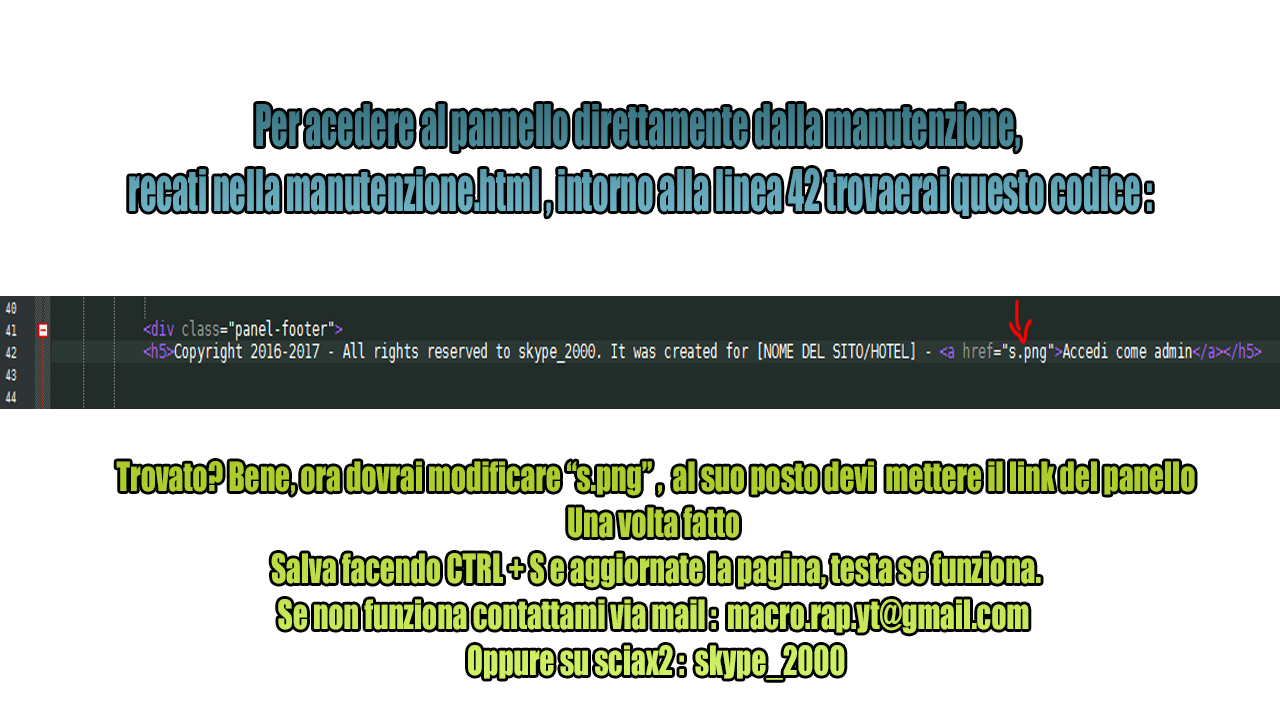 Per acedere al pannello direttamente dalla manutenzione,
recati nella manutenzione.html , intorno alla linea 42 trovaerai questo codice :
40
41 <div class="panel-footer">
42 <h5>Copyright 2016-2017 - All rights reserved to skype_2000. It was created for [NOME DEL SITO/HOTEL] - <a href="s.png">Accedi come admin</a></h5>
43
44
Trovato? Bene, ora dovrai modificare “s.png” , al suo posto devi mettere il link del panello
Una volta fatto
Salva facendo CTRL + S e aggiornate la pagina, testa se funziona.
Se non funziona contattami via mail : macro.rap.yt@gmail.com
Oppure su sciax2 : skype_2000